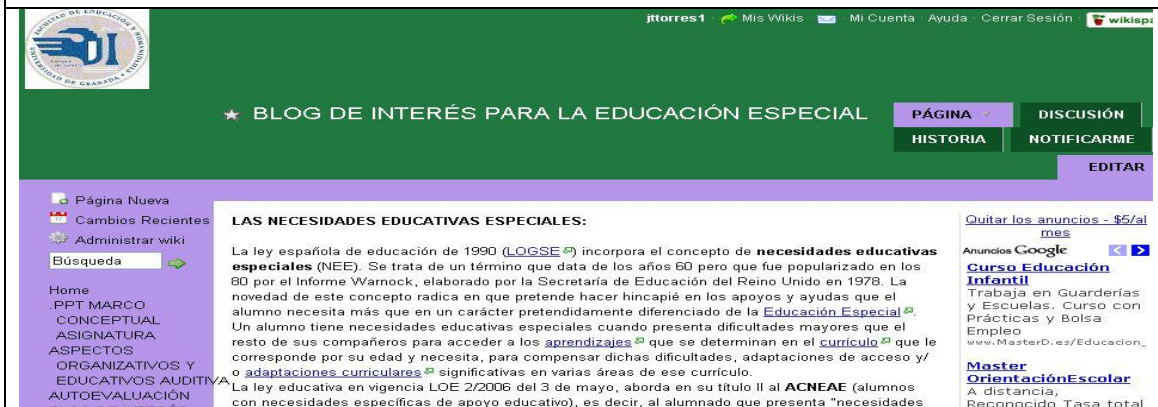 jttorres1 · Mis Wikis · Mi Cuenta · Ayuda · Cerrar Sesión ·
BLOG DE INTERÉS PARA LA EDUCACIÓN ESPECIAL
PÁGINA
DISCUSIÓN
HISTORIA
NOTIFICARME
EDITAR
Página Nueva
Cambios Recientes
Administrar wiki
Búsqueda
Home
.PPT MARCO
CONCEPTUAL
ASIGNATURA
ASPECTOS
ORGANIZATIVOS Y
EDUCATIVOS AUDITIVA
AUTOEVALUACIÓN
LAS NECESIDADES EDUCATIVAS ESPECIALES:
La ley española de educación de 1990 (LOGSE) incorpora el concepto de necesidades educativas
especiales (NEE). Se trata de un término que data de los años 60 pero que fue popularizado en los
80 por el Informe Warnock, elaborado por la Secretaría de Educación del Reino Unido en 1978. La
novedad de este concepto radica en que pretende hacer hincapié en los apoyos y ayudas que el
alumno necesita más que en un carácter pretendidamente diferenciado de la Educación Especial.
Un alumno tiene necesidades educativas especiales cuando presenta dificultades mayores que el
resto de sus compañeros para acceder a los aprendizajes que se determinan en el currículo que le
corresponde por su edad y necesita, para compensar dichas dificultades, adaptaciones de acceso y/
o adaptaciones curriculares significativas en varias áreas de ese currículo.
La ley educativa en vigencia LOE 2/2006 del 3 de mayo, aborda en su título II al ACNEAE (alumnos
con necesidades específicas de apoyo educativo), es decir, al alumnado que presenta "necesidades
Quitar los anuncios - $5/al
mes
Anuncios Google
Curso Educación
Infantil
Trabaja en Guarderías
y Escuelas. Curso con
Prácticas y Bolsa
Empleo
www.MasterD.es/Educacion_
Master
OrientaciónEscolar
A distancia,
Reconocido Tasa total